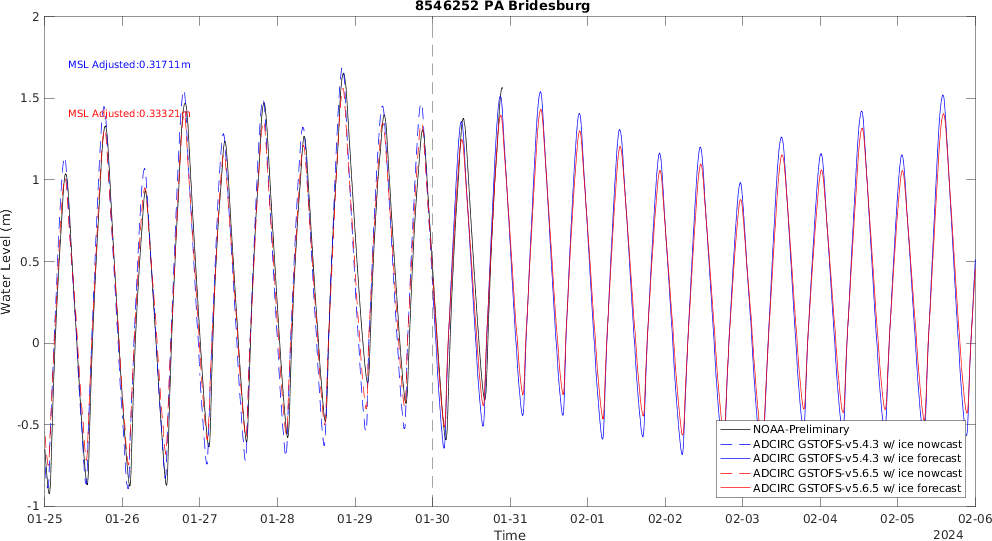 8546252 PA Bridesburg
2
1.5
1
0.5
0
-0.5
-1
Water Level (m)
MSL Adjusted:0.31711m
MSL Adjusted:0.33321m
NOAA-Preliminary
ADCIRC GSTOFS-v5.4.3 w/ ice nowcast
ADCIRC GSTOFS-v5.4.3 w/ ice forecast
ADCIRC GSTOFS-v5.6.5 w/ ice nowcast
ADCIRC GSTOFS-v5.6.5 w/ ice forecast
01-25 01-26 01-27 01-28 01-29 01-30 01-31 02-01 02-02 02-03 02-04 02-05 02-06
Time
2024